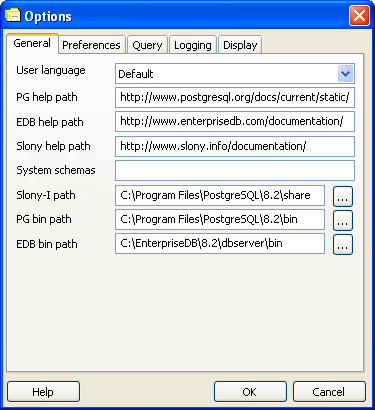 Options
General Preferences Query Logging Display
User language Default
PG help path http://www.postgresql.org/docs/current/static/
EDB help path http://www.enterprisedb.com/documentation/
Slony help path http://www.slony.info/documentation/
System schemas
Slony-I path C:\Program Files\PostgreSQL\8.2\share ...
PG bin path C:\Program Files\PostgreSQL\8.2\bin ...
EDB bin path C:\EnterpriseDB\8.2\dbserver\bin ...
Help OK Cancel